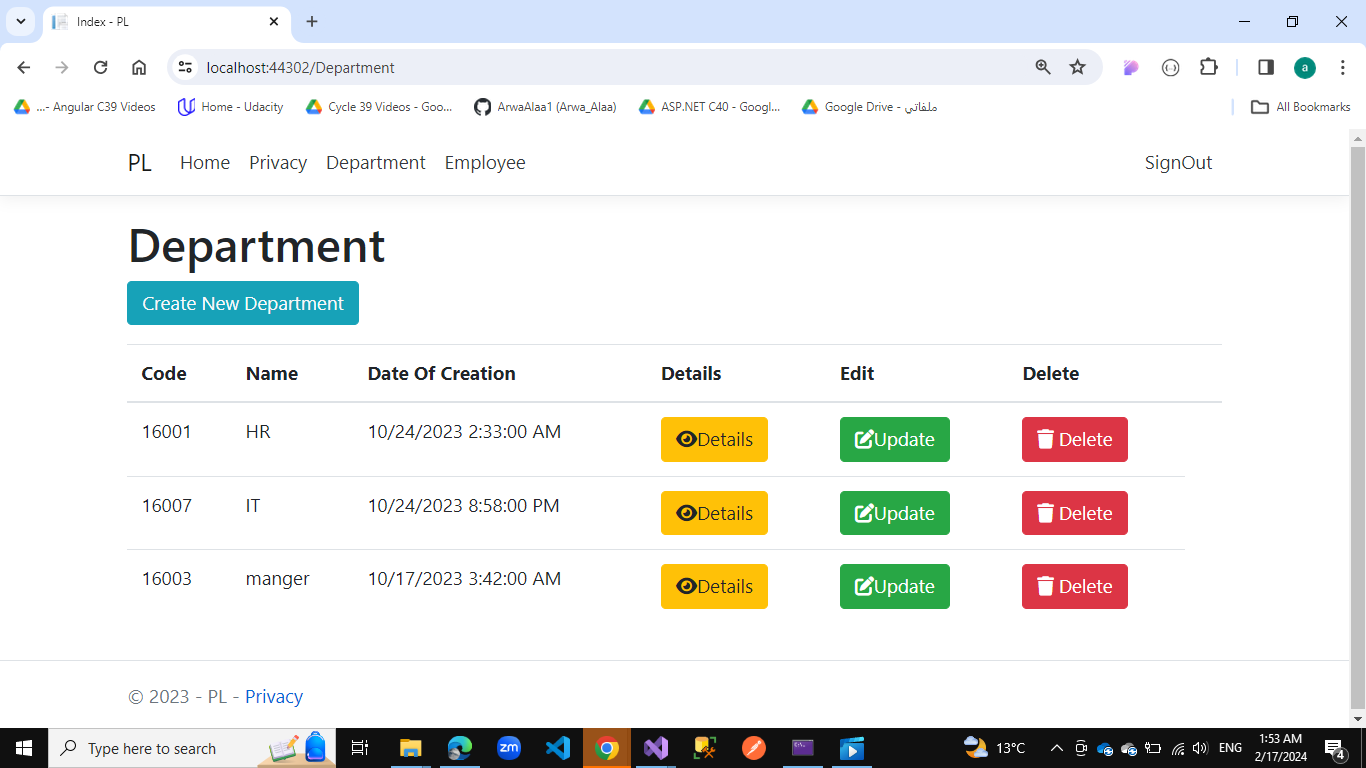 Index - PL
localhost:44302/Department
a
...- Angular C39 Videos
Home - Udacity
Cycle 39 Videos - Goo...
ArwaAlaa1 (Arwa_Alaa)
ASP.NET C40 - Googl...
Google Drive - ملفاتي
All Bookmarks
PL Home Privacy Department Employee SignOut
Department
Create New Department
Code Name Date Of Creation Details Edit Delete
16001 HR 10/24/2023 2:33:00 AM Details Update Delete
16007 IT 10/24/2023 8:58:00 PM Details Update Delete
16003 manger 10/17/2023 3:42:00 AM Details Update Delete
© 2023 - PL - Privacy
Type here to search
zm
13°C
ENG
1:53 AM
2/17/2024
4